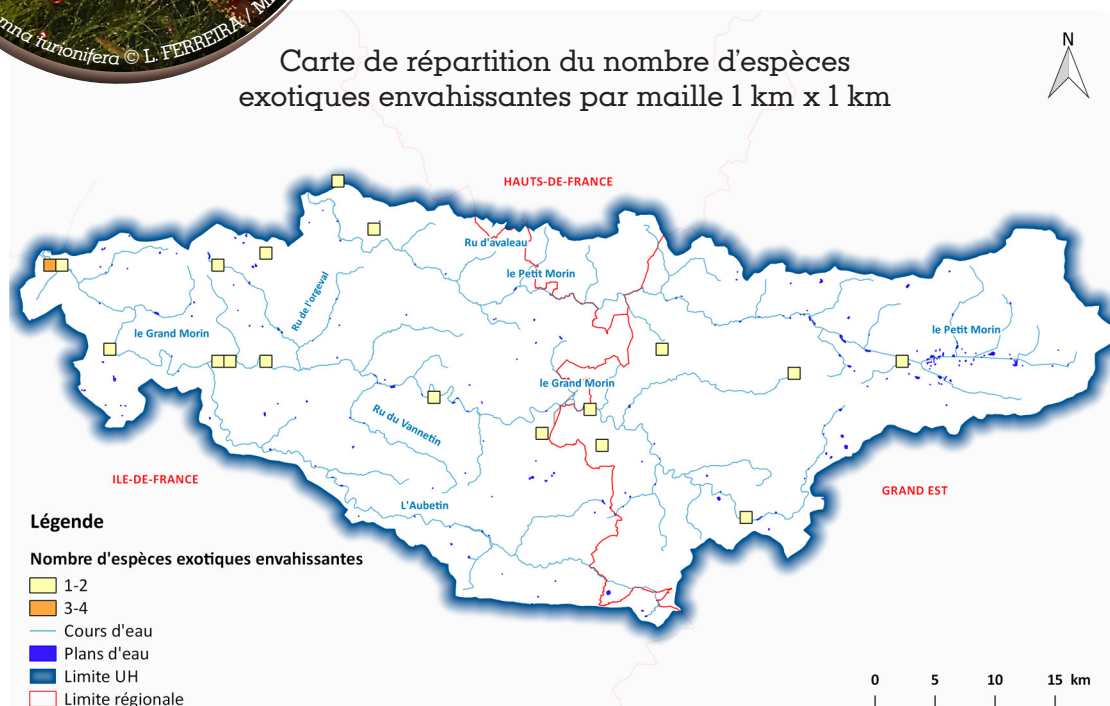 turionifera © L. FERREIRA /
Carte de répartition du nombre d'espèces
exotiques envahissantes par maille 1 km x 1 km
N
HAUTS-DE-FRANCE
Ru d'avaleau
le Petit Morin
Ru de l'orgeval
le Grand Morin
le Petit Morin
le Grand Morin
Ru du Vannetin
ILE-DE-FRANCE
GRAND EST
L'Aubetin
Légende
Nombre d'espèces exotiques envahissantes
1-2
3-4
Cours d'eau
Plans d'eau
Limite UH
Limite régionale
0 5 10 15 km